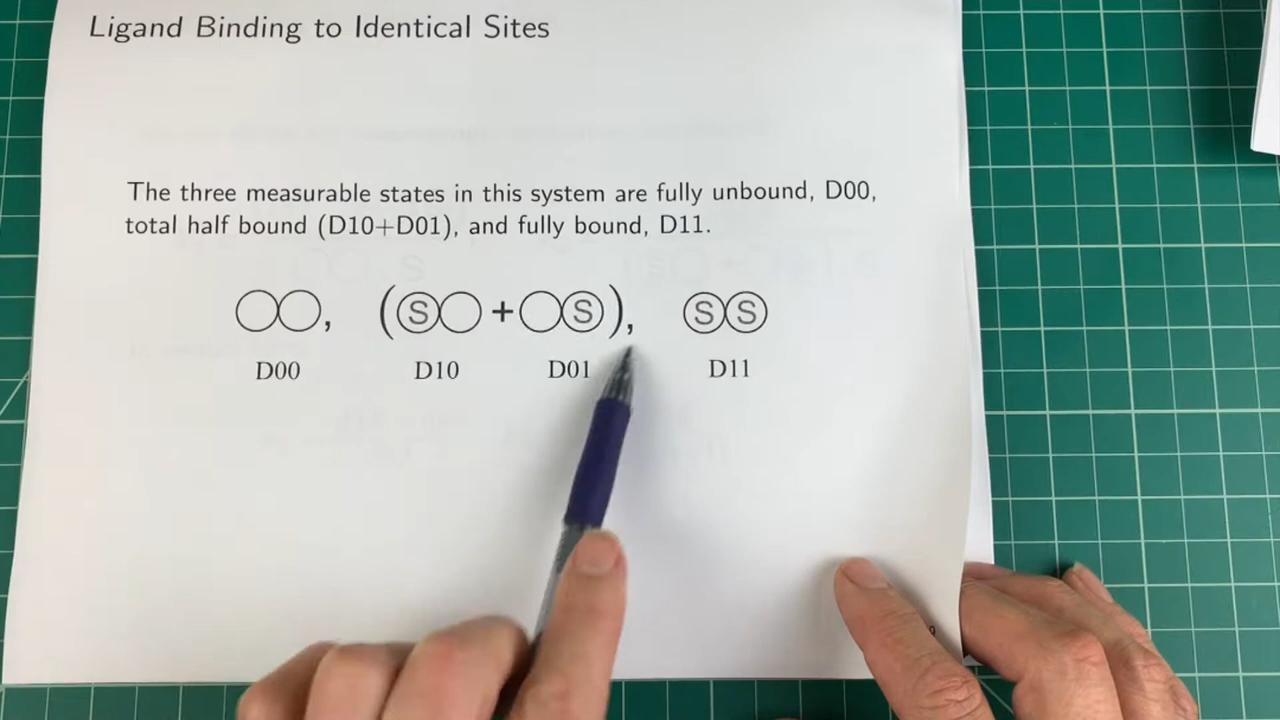 Ligand Binding to Identical Sites
The three measurable states in this system are fully unbound, D00,
total half bound (D10+D01), and fully bound, D11.
, (S + S), SS
D00 D10 D01 D11